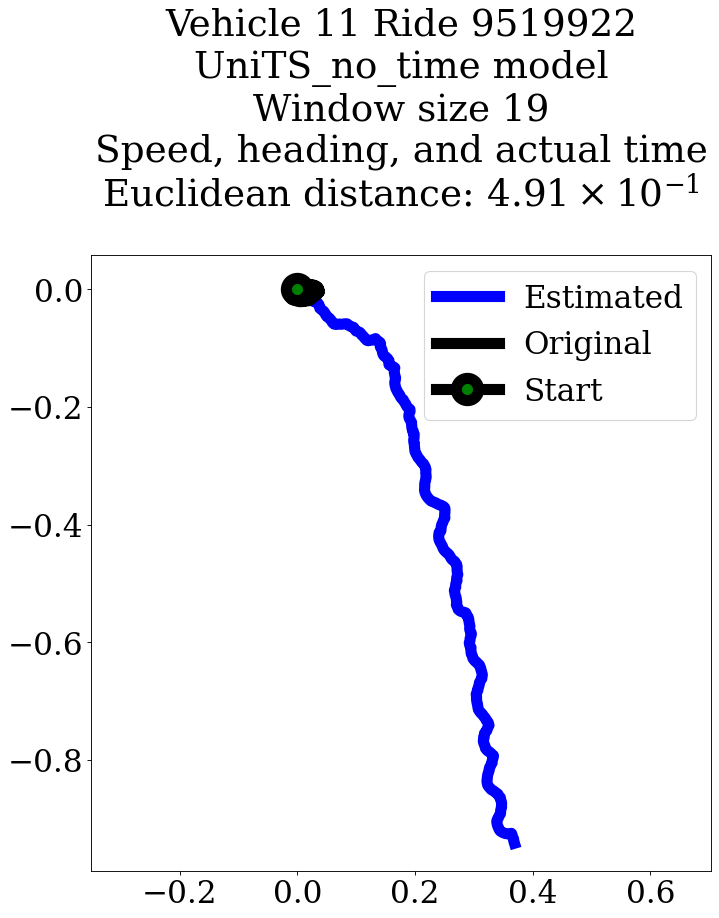 Vehicle 11 Ride 9519922
UniTS_no_time model
Window size 19
Speed, heading, and actual time
Euclidean distance: 4.91 × 10⁻¹
Estimated
Original
Start
0.0
−0.2
−0.4
−0.6
−0.8
−0.2 0.0 0.2 0.4 0.6